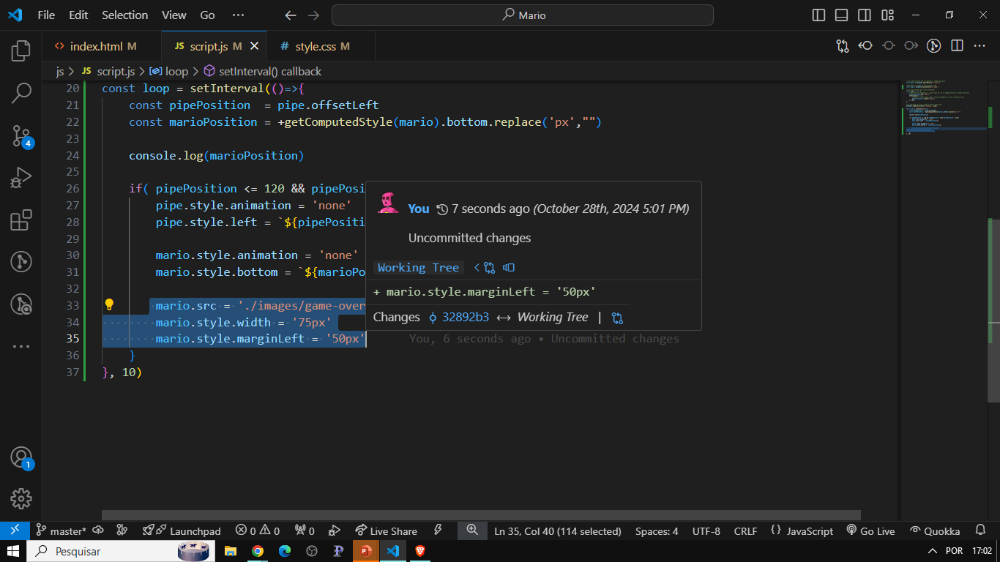 File Edit Selection View Go ··· Mario
index.html M JS script.js M # style.css M
js > JS script.js > loop > setInterval() callback
20 const loop = setInterval(()=>{
21 const pipePosition  = pipe.offsetLeft
22 const marioPosition = +getComputedStyle(mario).bottom.replace('px',"")
23
24 console.log(marioPosition)
25
26 if( pipePosition <= 120 && pipePosi
27 pipe.style.animation = 'none'
28 pipe.style.left = `${pipePositi
29
30 mario.style.animation = 'none'
31 mario.style.bottom = `${marioPo
32
33 mario.src = './images/game-over
34 mario.style.width = '75px'
35 mario.style.marginLeft = '50px' You, 6 seconds ago • Uncommitted changes
36 }
37 }, 10)
You 7 seconds ago (October 28th, 2024 5:01 PM)
Uncommitted changes
Working Tree
+ mario.style.marginLeft = '50px'
Changes 32892b3 Working Tree |
4
1
master* Launchpad 0 0 0 Live Share Ln 35, Col 40 (114 selected) Spaces: 4 UTF-8 CRLF {} JavaScript Go Live Quokka
Pesquisar POR 17:02